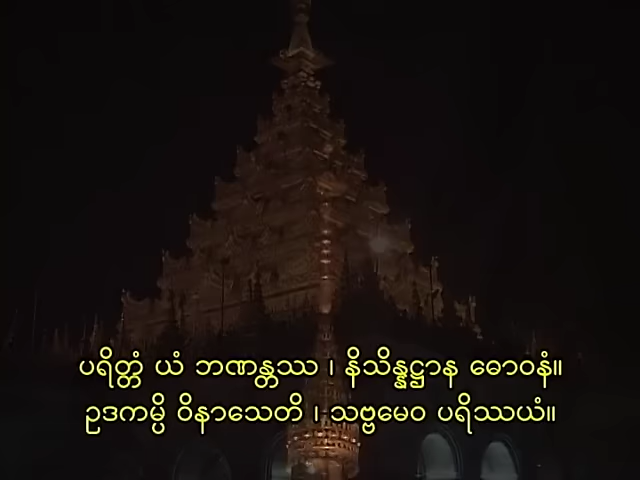 ပရိတ္တံ ယံ ဘဏန္တဿ ၊ နိသိန္နဋ္ဌာန ဓောဝနံ။
ဥဒကမ္ပိ ဝိနာသေတိ ၊ သဗ္ဗမေဝ ပရိဿယံ။